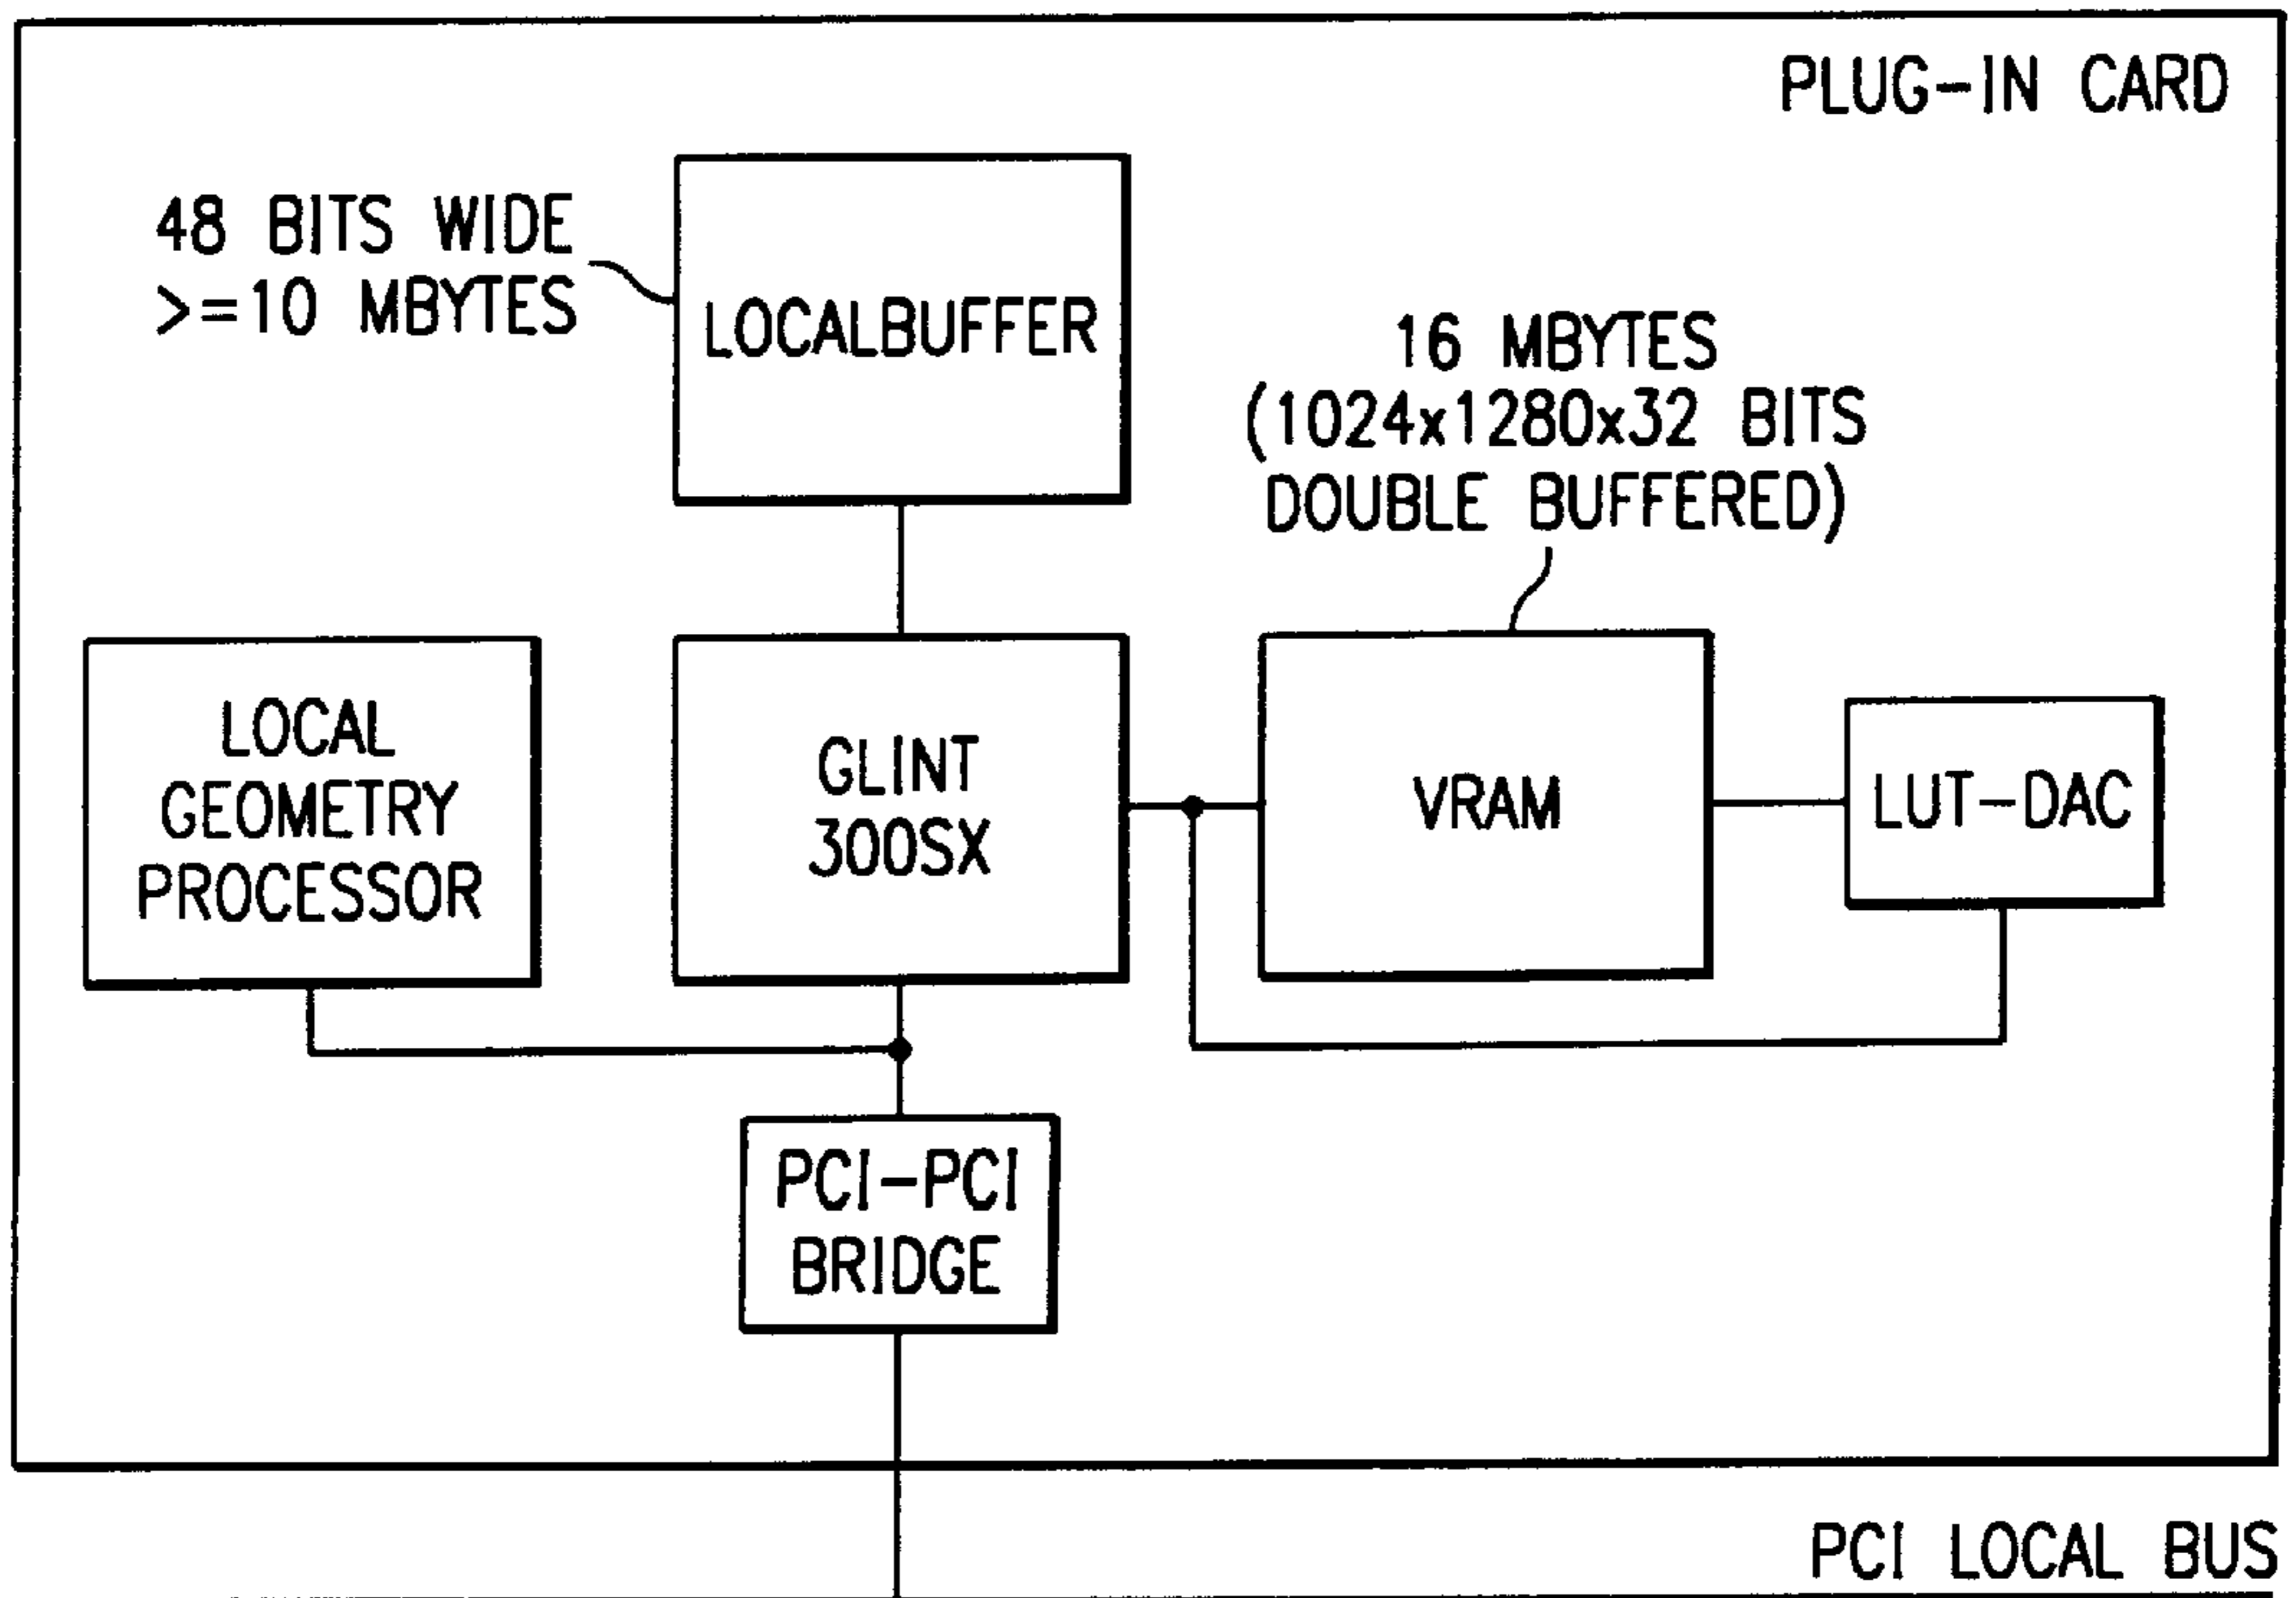 PLUG-IN CARD
48 BITS WIDE
>=10 MBYTES
LOCALBUFFER
16 MBYTES
(1024x1280x32 BITS
DOUBLE BUFFERED)
LOCAL
GEOMETRY
PROCESSOR
GLINT
300SX
VRAM
LUT-DAC
PCI-PCI
BRIDGE
PCI LOCAL BUS